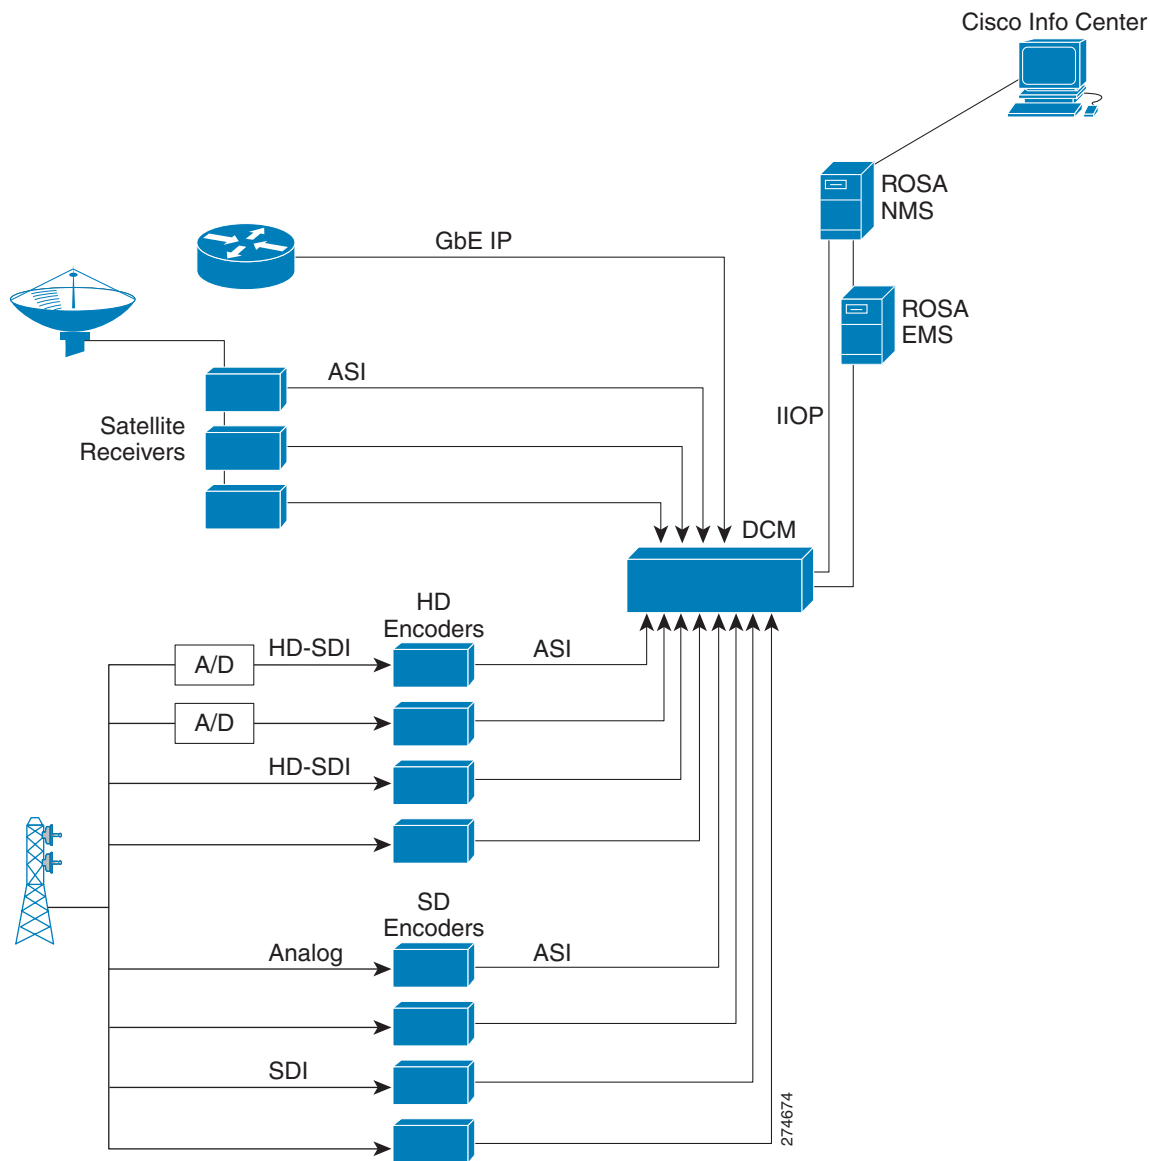 Cisco Info Center
ROSA
NMS
GbE IP
ROSA
EMS
ASI
IIOP
Satellite
Receivers
DCM
HD
Encoders
HD-SDI
A/D
ASI
A/D
HD-SDI
SD
Encoders
Analog
ASI
SDI
274674